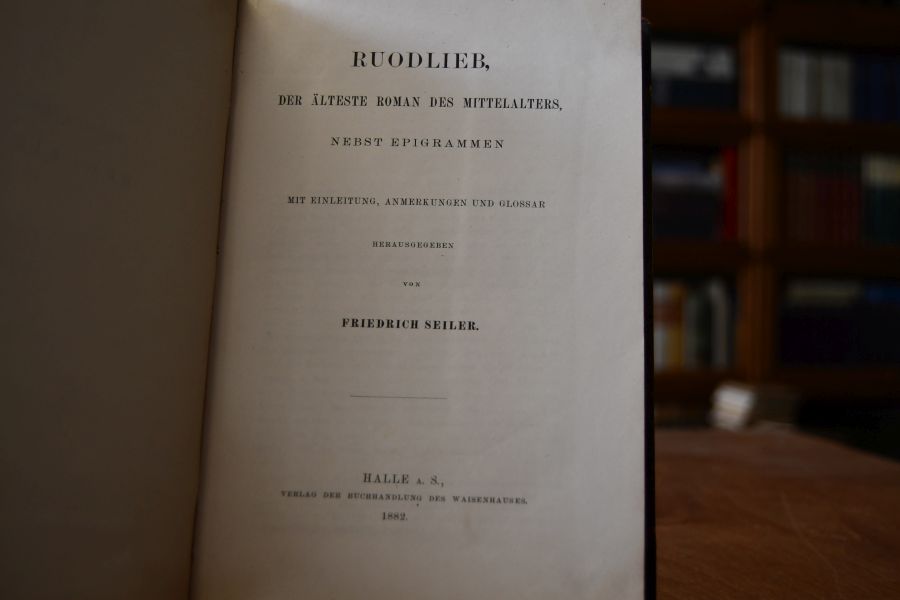 RUODLIEB,
DER ÄLTESTE ROMAN DES MITTELALTERS,
NEBST EPIGRAMMEN
MIT EINLEITUNG, ANMERKUNGEN UND GLOSSAR
HERAUSGEGEBEN
VON
FRIEDRICH SEILER.
HALLE A. S.,
VERLAG DER BUCHHANDLUNG DES WAISENHAUSES.
1882.